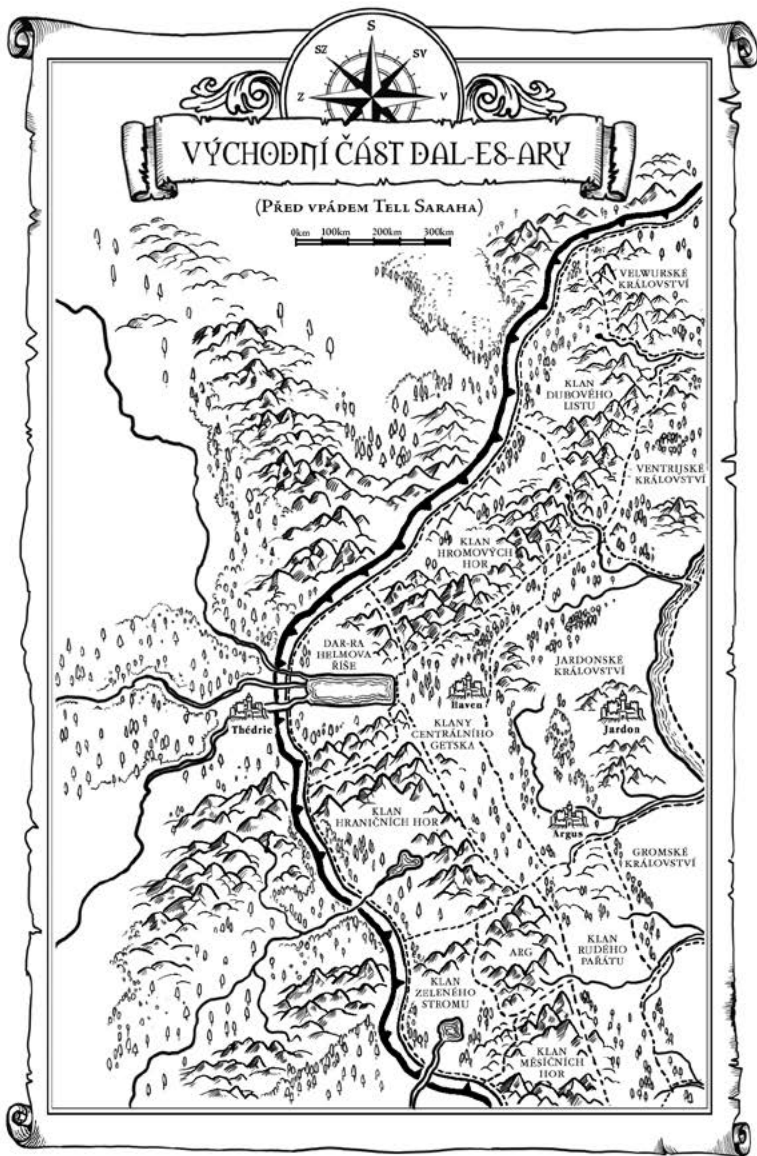 S
SZ
SV
Z
V
VÝCHODNÍ ČÁST DAL-ES-ARY
(PŘED VPÁDEM TELL SARAHA)
0km 100km 200km 300km
VELWURSKÉ
KRÁLOVSTVÍ
KLAN
DUBOVÉHO
LISTU
VENTRIJSKÉ
KRÁLOVSTVÍ
KLAN
HROMOVÝCH
HOR
DAR-RA
HELMOVA
ŘÍŠE
JARDONSKÉ
KRÁLOVSTVÍ
Haven
Thédrie
KLANY
CENTRÁLNÍHO
GETSKA
Jardon
KLAN
HRANIČNÍCH HOR
Argus
GROMSKÉ
KRÁLOVSTVÍ
ARG
KLAN
RUDÉHO
PAŘÁTU
KLAN
ZELENÉHO
STROMU
KLAN
MĚSÍČNÍCH
HOR